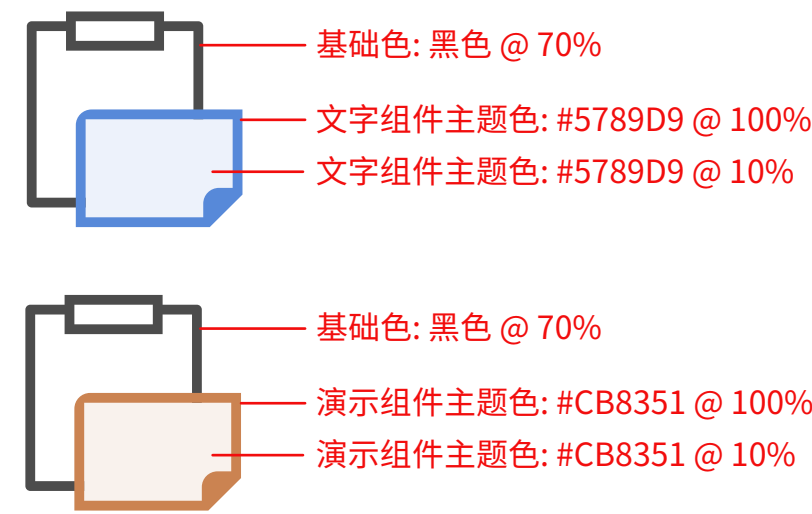 基础色: 黑色 @ 70%
文字组件主题色: #5789D9 @ 100%
文字组件主题色: #5789D9 @ 10%
基础色: 黑色 @ 70%
演示组件主题色: #CB8351 @ 100%
演示组件主题色: #CB8351 @ 10%